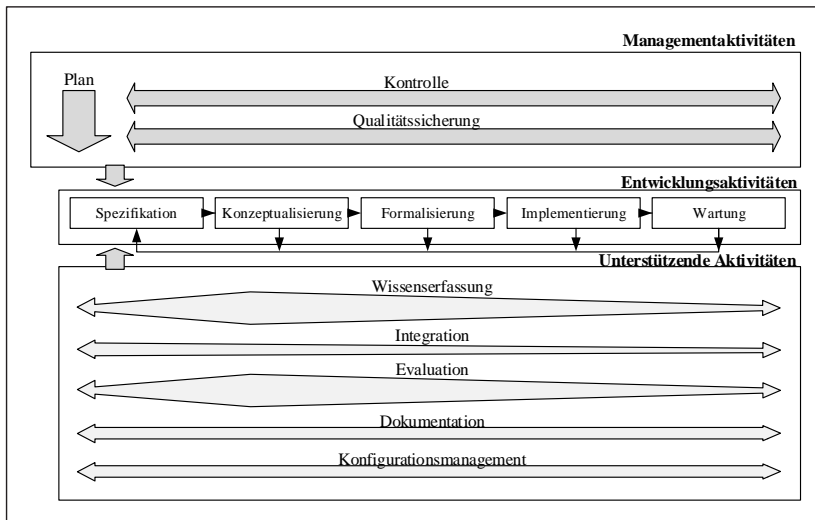 Managementaktivitäten
Plan
Kontrolle
Qualitätssicherung
Entwicklungsaktivitäten
Spezifikation
Konzeptualisierung
Formalisierung
Implementierung
Wartung
Unterstützende Aktivitäten
Wissenserfassung
Integration
Evaluation
Dokumentation
Konfigurationsmanagement